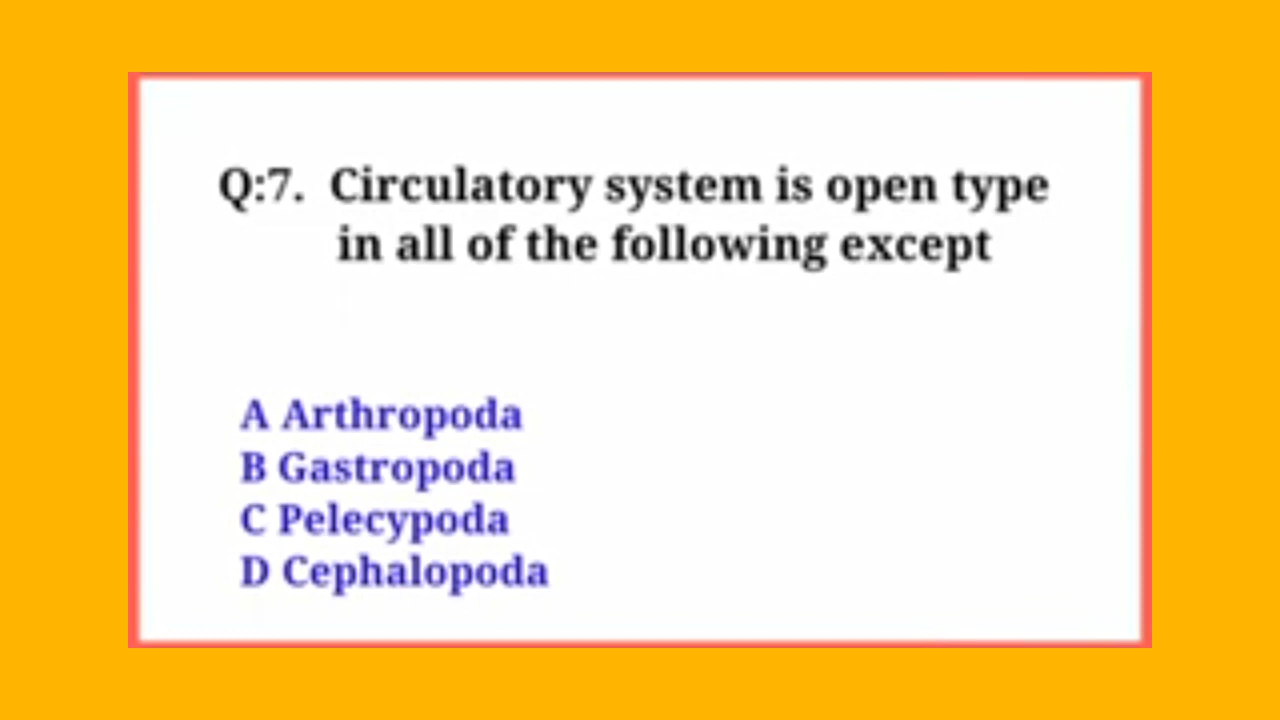 Q:7. Circulatory system is open type
in all of the following except
A Arthropoda
B Gastropoda
C Pelecypoda
D Cephalopoda